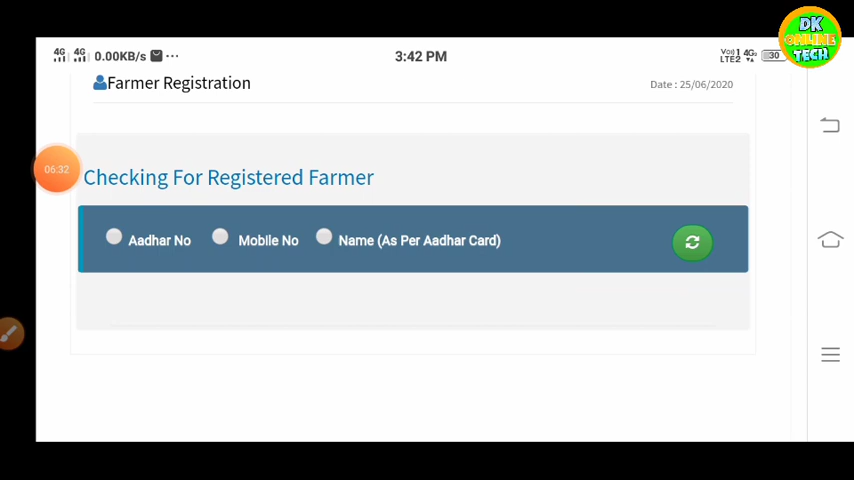 DK
ONLINE
TECH
4G 4G 0.00KB/s ··· 3:42 PM Vo)) 1 LTE2 4G 30
Farmer Registration Date : 25/06/2020
06:32
Checking For Registered Farmer
Aadhar No Mobile No Name (As Per Aadhar Card)